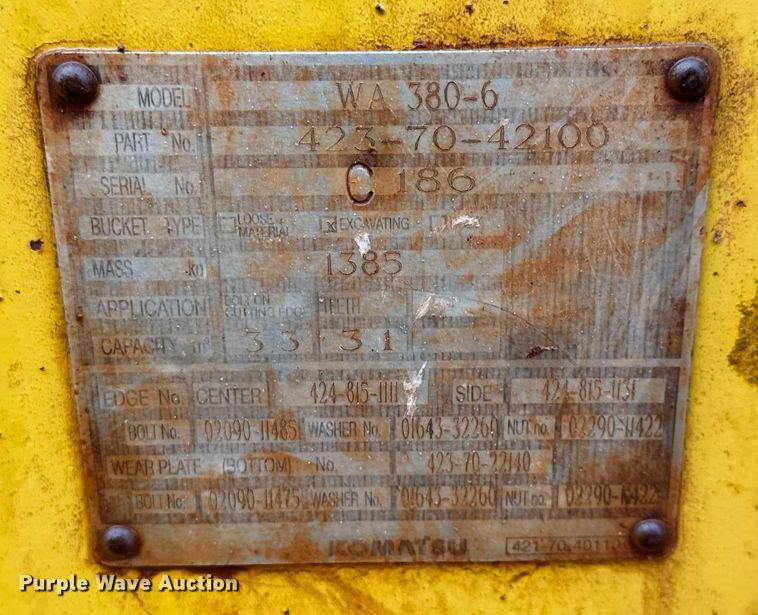 MODEL WA 380-6
PART No. 423-70-42100
SERIAL No. C 186
BUCKET TYPE LOOSE MATERIAL x EXCAVATING
MASS kg 1385
APPLICATION BOLT ON CUTTING EDGE TEETH
CAPACITY m³ 3.3 3.1
EDGE No. CENTER 424-815-1111 SIDE 424-815-1131
BOLT No. 02090-11485 WASHER No. 01643-32260 NUT no. 02290-11422
WEAR PLATE (BOTTOM) No. 423-70-22140
BOLT No. 02090-11475 WASHER No. 01643-32260 NUT no. 02290-11422
KOMATSU
Purple Wave Auction